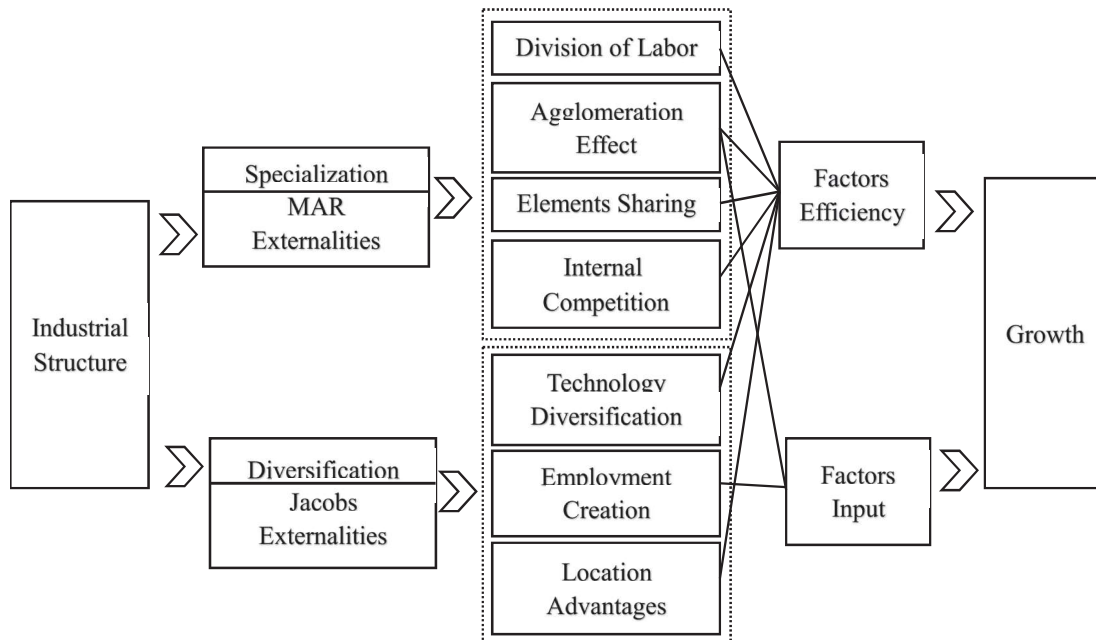 Industrial
Structure
Specialization
MAR
Externalities
Diversification
Jacobs
Externalities
Division of Labor
Agglomeration
Effect
Elements Sharing
Internal
Competition
Technology
Diversification
Employment
Creation
Location
Advantages
Factors
Efficiency
Factors
Input
Growth